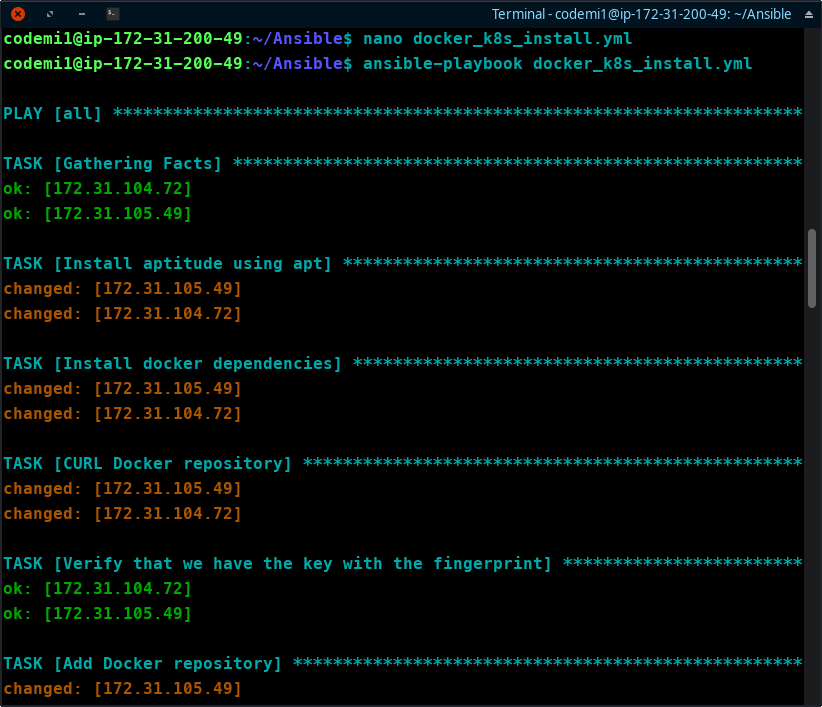 Terminal - codemi1@ip-172-31-200-49: ~/Ansible
codemi1@ip-172-31-200-49:~/Ansible$ nano docker_k8s_install.yml
codemi1@ip-172-31-200-49:~/Ansible$ ansible-playbook docker_k8s_install.yml
PLAY [all] *********************************************************************
TASK [Gathering Facts] *********************************************************
ok: [172.31.104.72]
ok: [172.31.105.49]
TASK [Install aptitude using apt] **********************************************
changed: [172.31.105.49]
changed: [172.31.104.72]
TASK [Install docker dependencies] *********************************************
changed: [172.31.105.49]
changed: [172.31.104.72]
TASK [CURL Docker repository] **************************************************
changed: [172.31.105.49]
changed: [172.31.104.72]
TASK [Verify that we have the key with the fingerprint] ************************
ok: [172.31.104.72]
ok: [172.31.105.49]
TASK [Add Docker repository] ***************************************************
changed: [172.31.105.49]